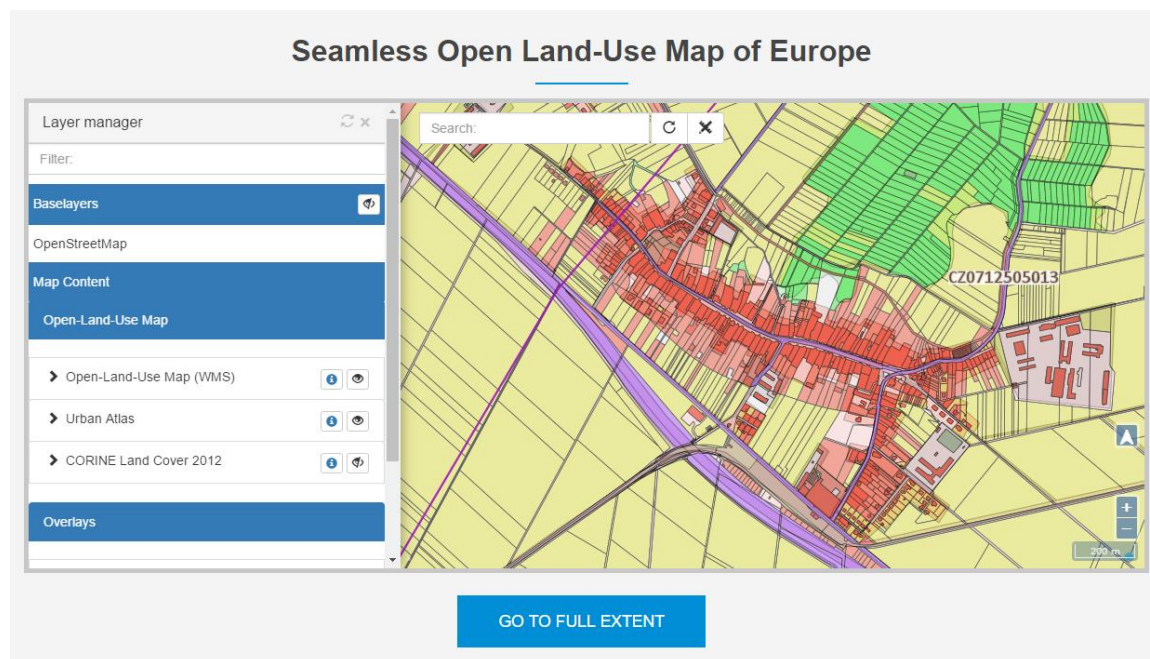 Seamless Open Land-Use Map of Europe
Layer manager
Filter:
Baselayers
OpenStreetMap
Map Content
Open-Land-Use Map
Open-Land-Use Map (WMS)
Urban Atlas
CORINE Land Cover 2012
Overlays
Search:
CZ0712505013
200 m
GO TO FULL EXTENT